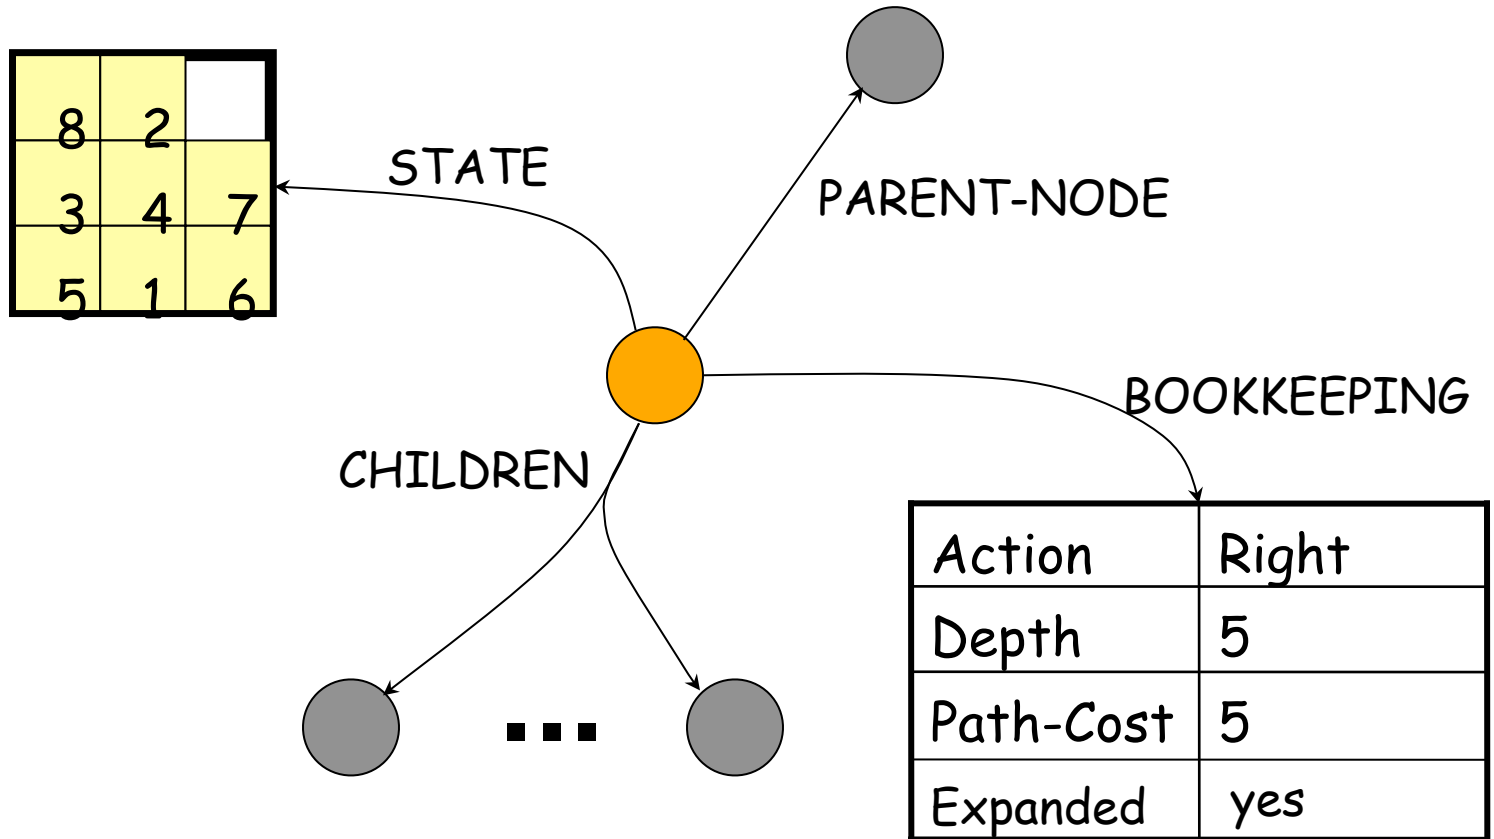 8 2
3 4 7
5 1 6
STATE
PARENT-NODE
CHILDREN
BOOKKEEPING
Action Right
Depth 5
Path-Cost 5
Expanded yes